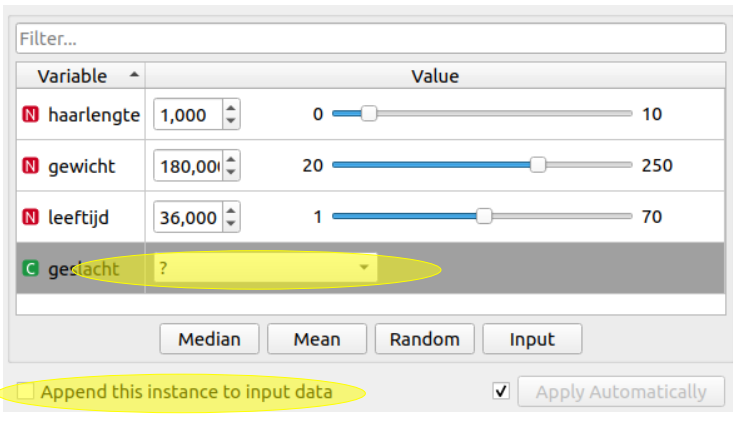 Filter...
Variable Value
N haarlengte 1,000 0 10
N gewicht 180,00 20 250
N leeftijd 36,000 1 70
C geslacht ?
Median Mean Random Input
Append this instance to input data Apply Automatically